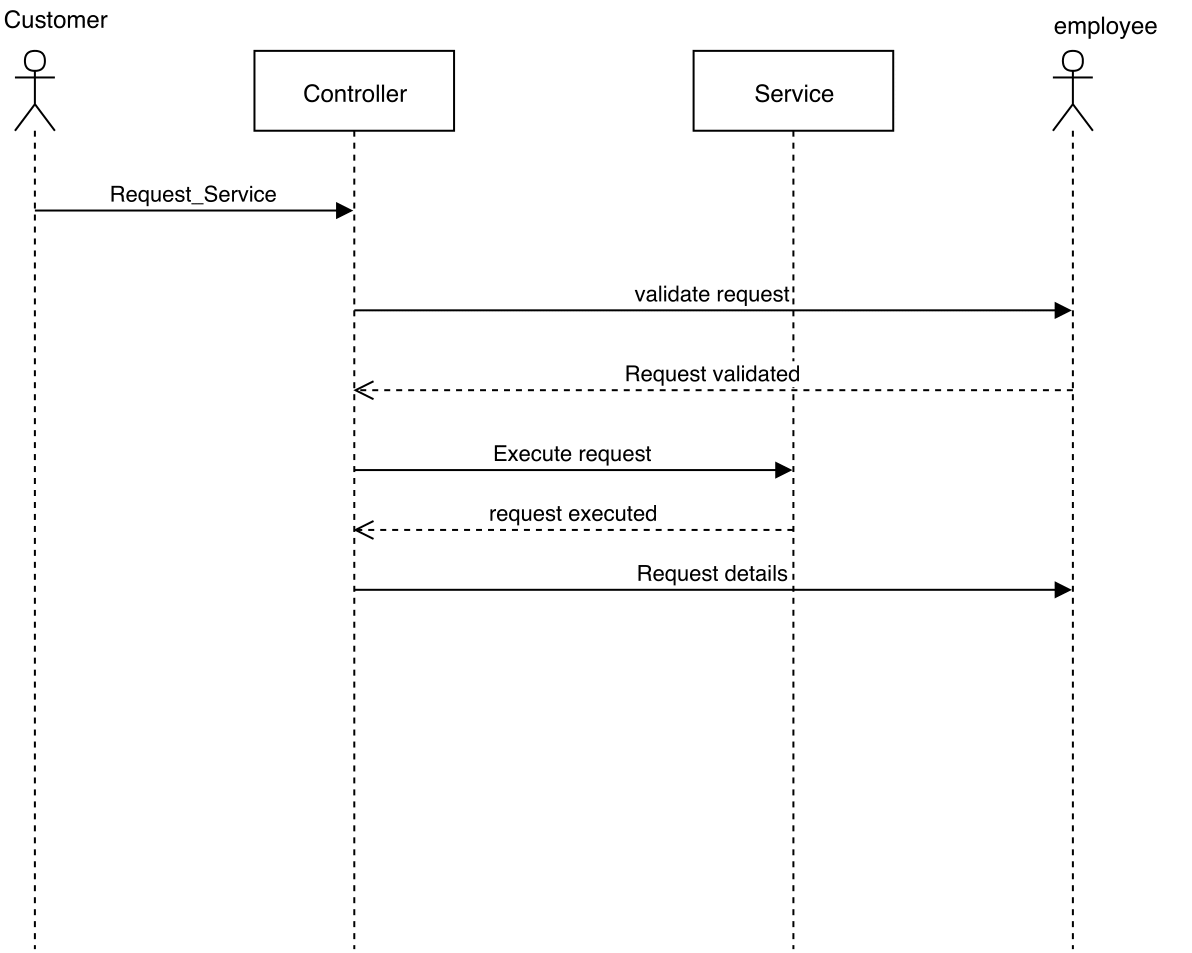 Customer
employee
Controller
Service
Request_Service
validate request
Request validated
Execute request
request executed
Request details